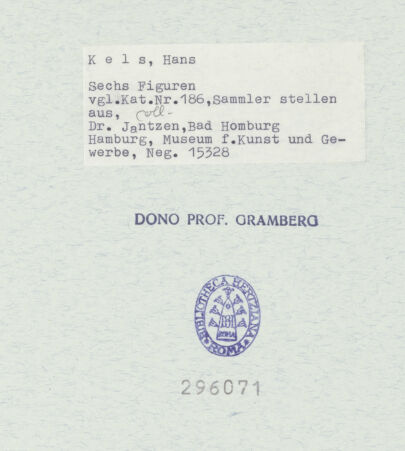 K e l s, Hans
Sechs Figuren
vgl.Kat.Nr.186,Sammler stellen
aus, coll.
Dr. Jantzen,Bad Homburg
Hamburg, Museum f.Kunst und Ge-
werbe, Neg. 15328
DONO PROF. GRAMBERG
BIBLIOTHECA HERTZIANA
ROMA
296071